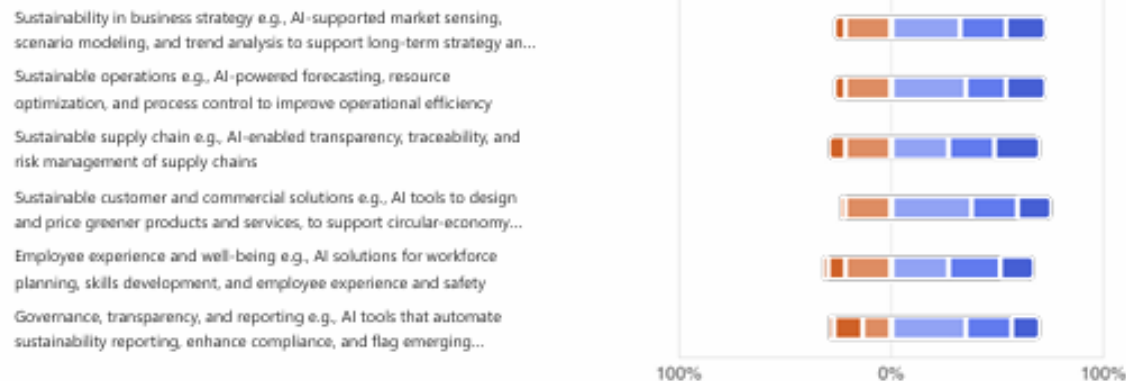 Sustainability in business strategy e.g., AI-supported market sensing,
scenario modeling, and trend analysis to support long-term strategy an...
Sustainable operations e.g., AI-powered forecasting, resource
optimization, and process control to improve operational efficiency
Sustainable supply chain e.g., AI-enabled transparency, traceability, and
risk management of supply chains
Sustainable customer and commercial solutions e.g., AI tools to design
and price greener products and services, to support circular-economy...
Employee experience and well-being e.g., AI solutions for workforce
planning, skills development, and employee experience and safety
Governance, transparency, and reporting e.g., AI tools that automate
sustainability reporting, enhance compliance, and flag emerging...
100% 0% 100%